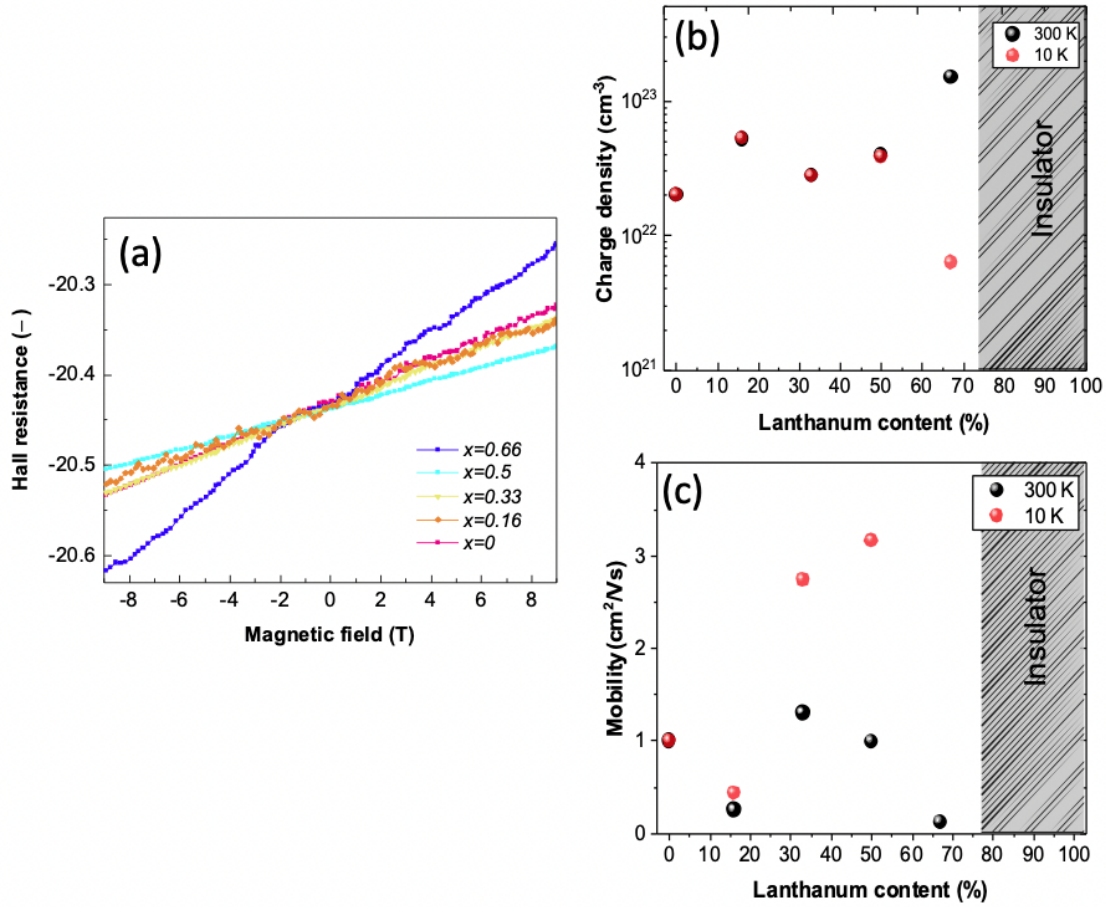 (a)
Hall resistance (−)
-20.3
-20.4
-20.5
-20.6
x=0.66
x=0.5
x=0.33
x=0.16
x=0
-8 -6 -4 -2 0 2 4 6 8
Magnetic field (T)
(b)
300 K
10 K
Insulator
Charge density (cm⁻³)
10²³
10²²
10²¹
0 10 20 30 40 50 60 70 80 90 100
Lanthanum content (%)
(c)
300 K
10 K
Insulator
Mobility (cm²/Vs)
4
3
2
1
0
0 10 20 30 40 50 60 70 80 90 100
Lanthanum content (%)